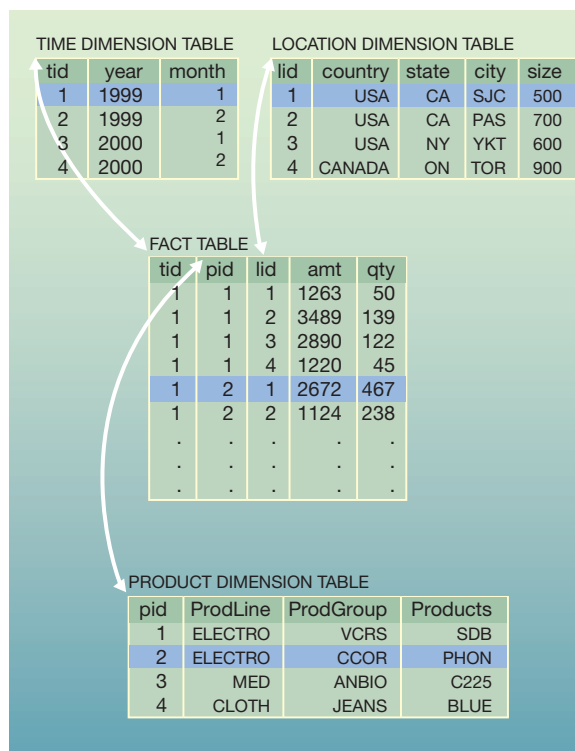 TIME DIMENSION TABLE
tid year month
1 1999 1
2 1999 2
3 2000 1
4 2000 2
LOCATION DIMENSION TABLE
lid country state city size
1 USA CA SJC 500
2 USA CA PAS 700
3 USA NY YKT 600
4 CANADA ON TOR 900
FACT TABLE
tid pid lid amt qty
1 1 1 1263 50
1 1 2 3489 139
1 1 3 2890 122
1 1 4 1220 45
1 2 1 2672 467
1 2 2 1124 238
. . . . .
. . . . .
. . . . .
PRODUCT DIMENSION TABLE
pid ProdLine ProdGroup Products
1 ELECTRO VCRS SDB
2 ELECTRO CCOR PHON
3 MED ANBIO C225
4 CLOTH JEANS BLUE